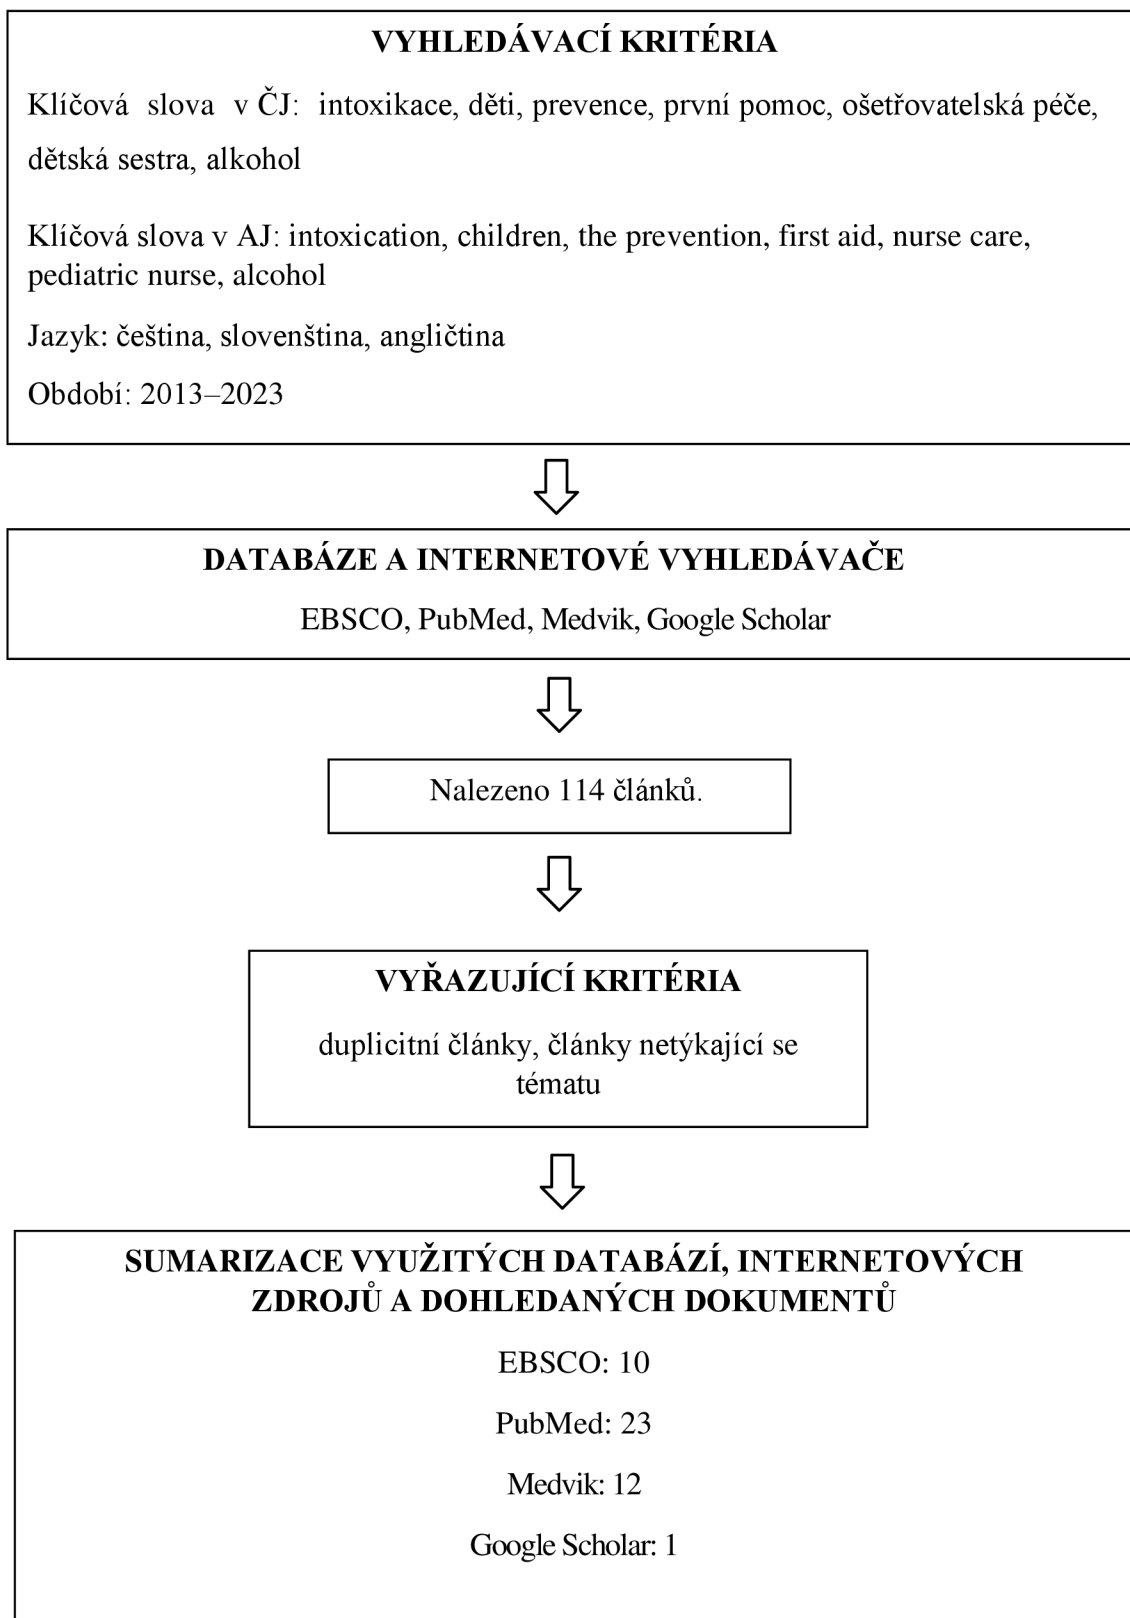 VYHLEDÁVACÍ KRITÉRIA
Klíčová slova v ČJ: intoxikace, děti, prevence, první pomoc, ošetřovatelská péče,
dětská sestra, alkohol
Klíčová slova v AJ: intoxication, children, the prevention, first aid, nurse care,
pediatric nurse, alcohol
Jazyk: čeština, slovenština, angličtina
Období: 2013–2023
DATABÁZE A INTERNETOVÉ VYHLEDÁVAČE
EBSCO, PubMed, Medvik, Google Scholar
Nalezeno 114 článků.
VYŘAZUJÍCÍ KRITÉRIA
duplicitní články, články netýkající se
tématu
SUMARIZACE VYUŽITÝCH DATABÁZÍ, INTERNETOVÝCH
ZDROJŮ A DOHLEDANÝCH DOKUMENTŮ
EBSCO: 10
PubMed: 23
Medvik: 12
Google Scholar: 1